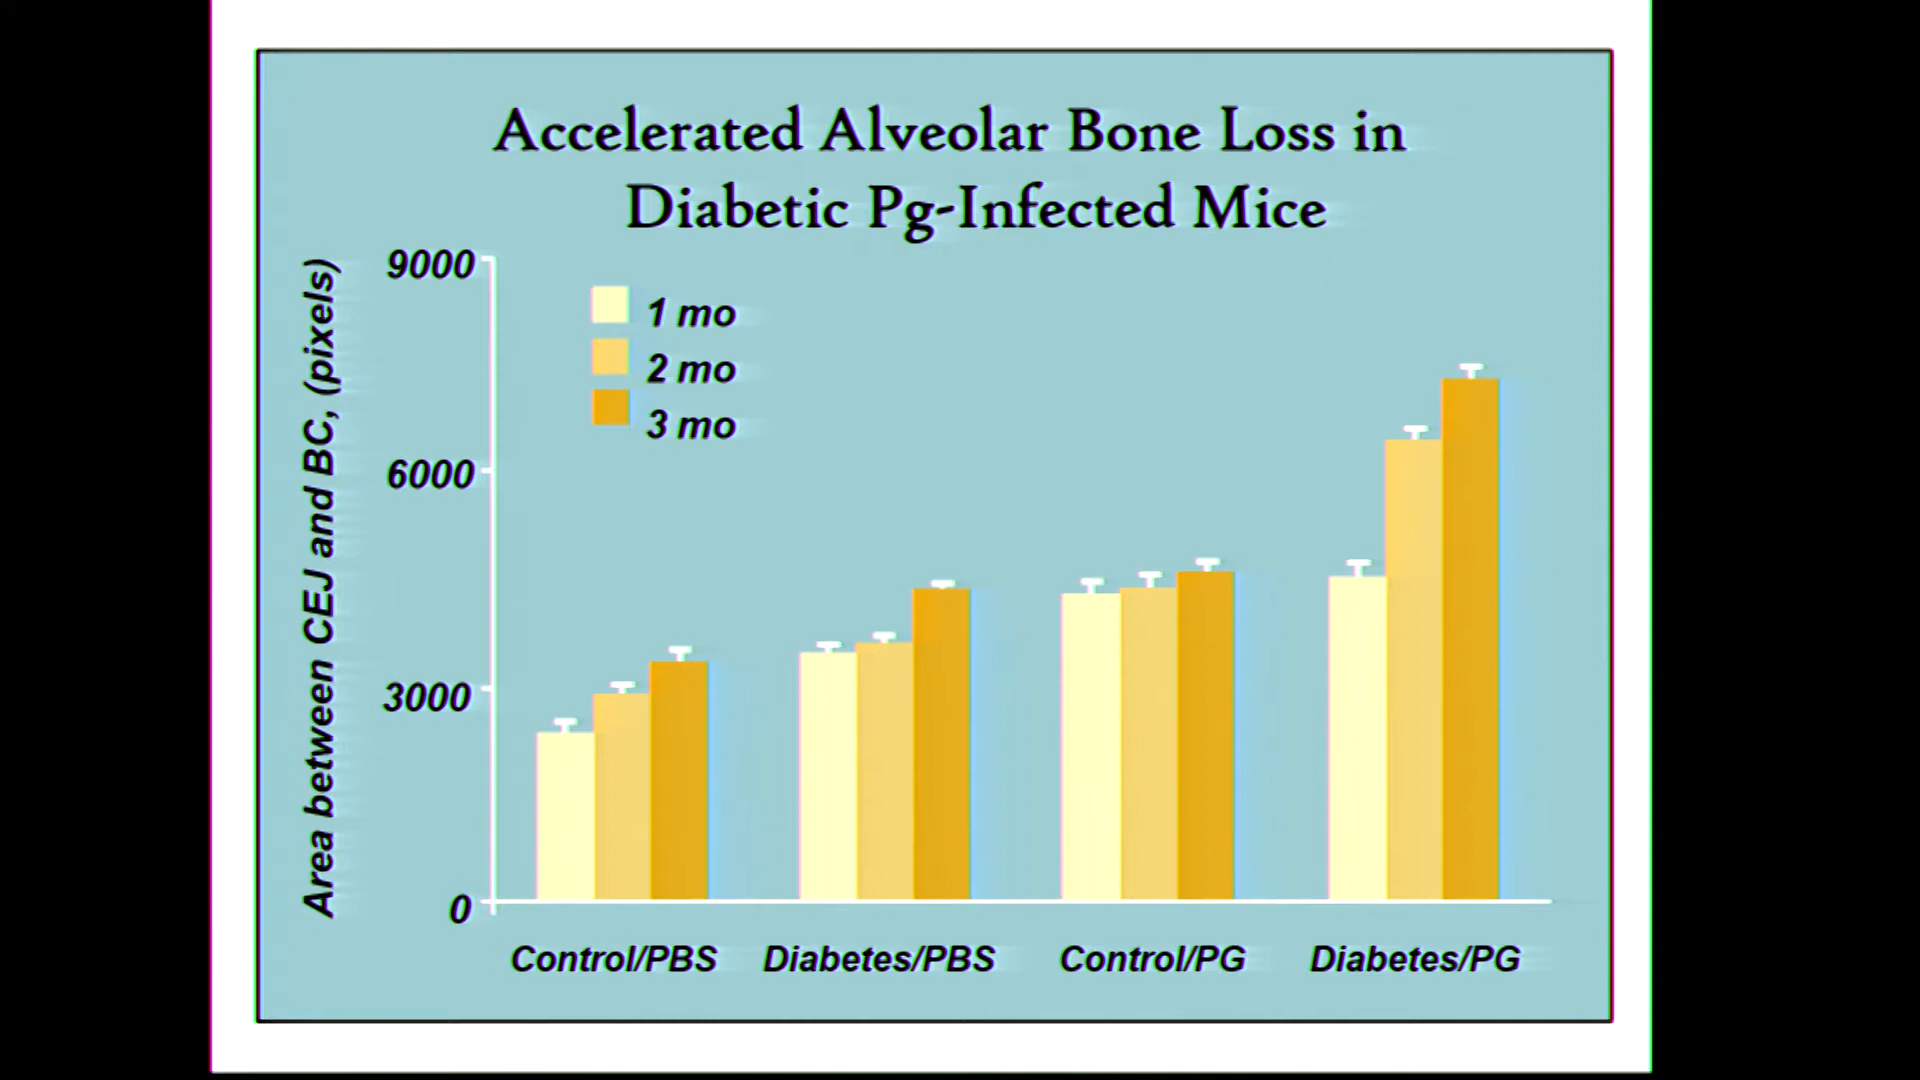 Accelerated Alveolar Bone Loss in
Diabetic Pg-Infected Mice
Area between CEJ and BC, (pixels)
9000
6000
3000
0
1 mo
2 mo
3 mo
Control/PBS
Diabetes/PBS
Control/PG
Diabetes/PG